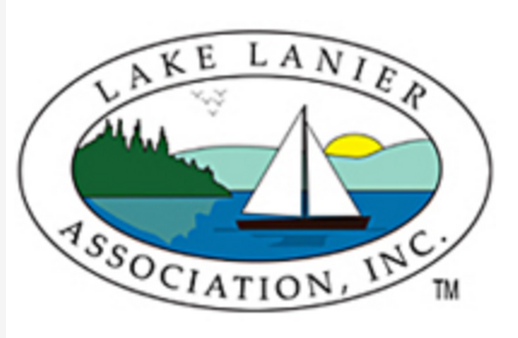 LAKE LANIER
ASSOCIATION, INC.
TM